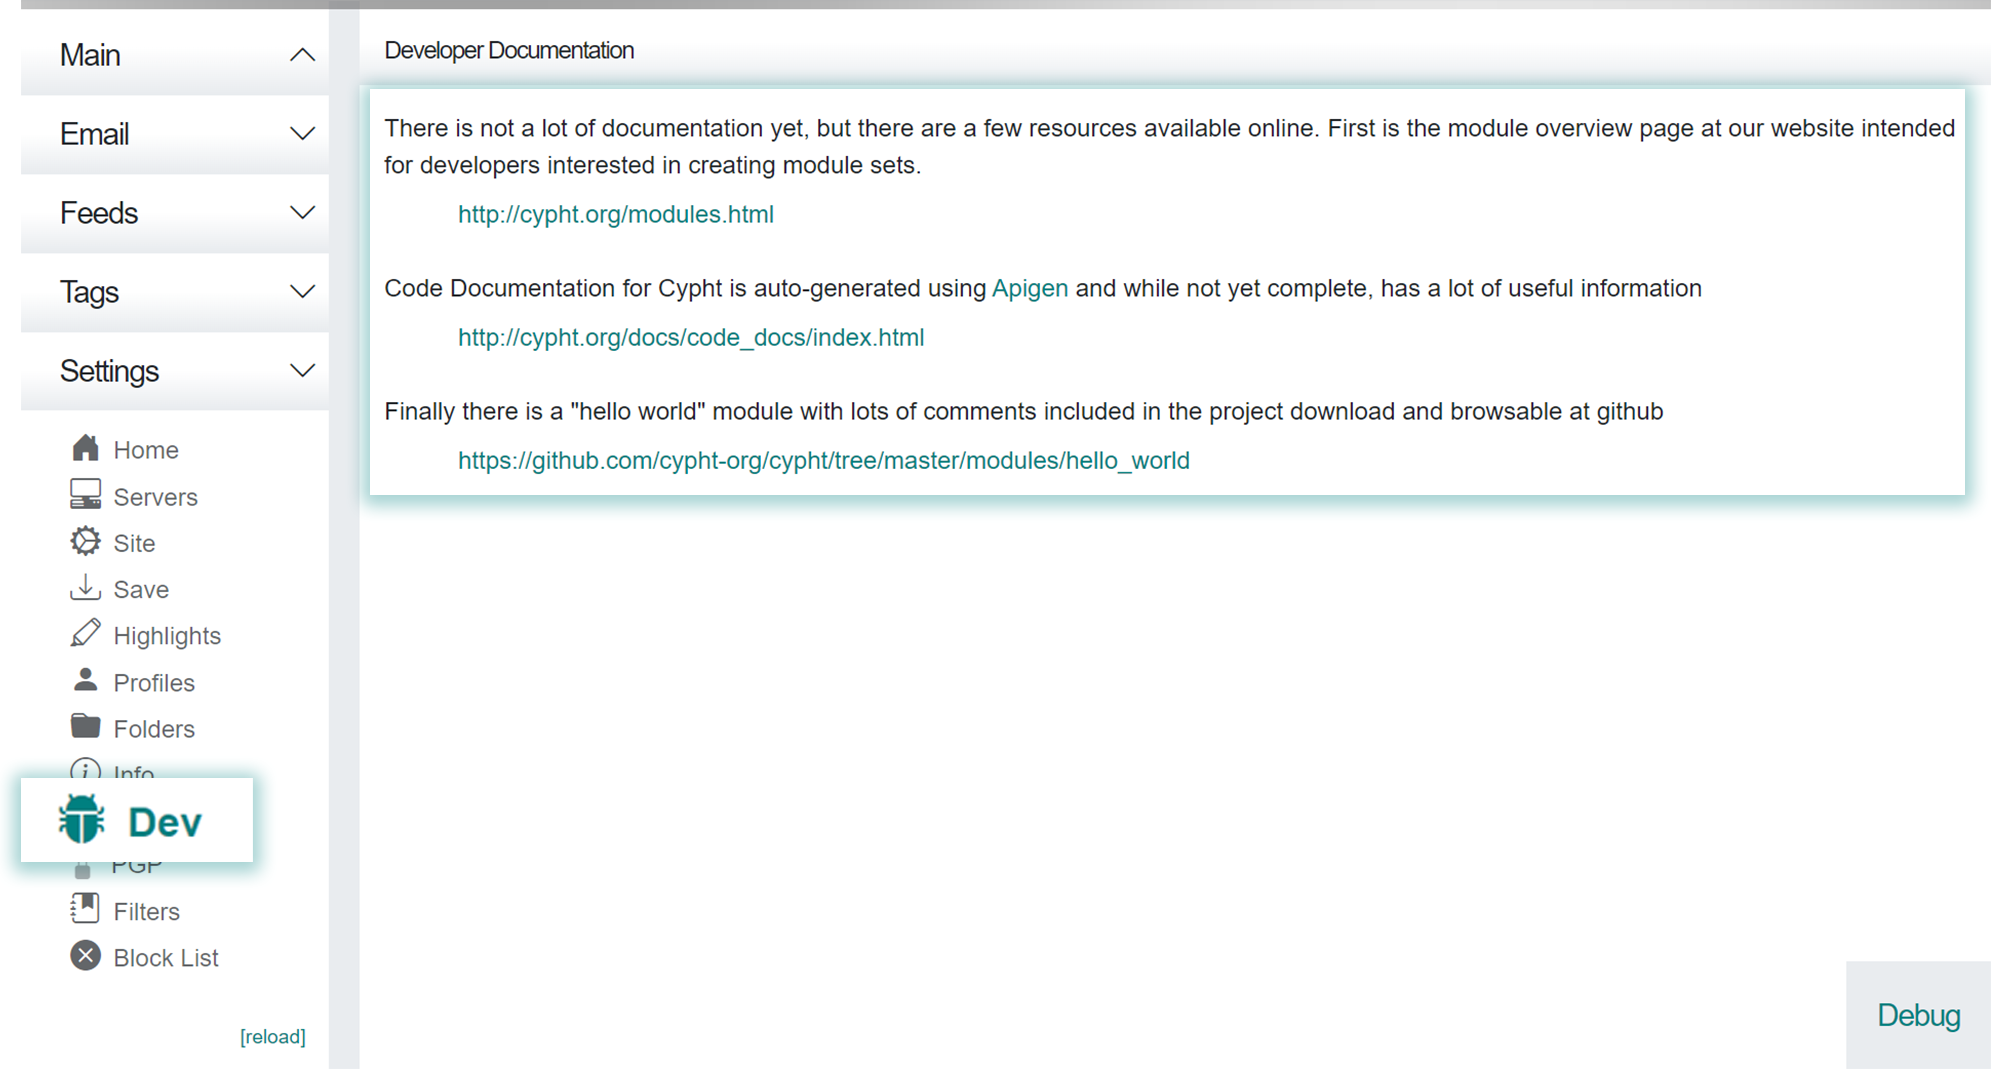 Main
Email
Feeds
Tags
Settings
Home
Servers
Site
Save
Highlights
Profiles
Folders
Info
Dev
PGP
Filters
Block List
[reload]
Developer Documentation
There is not a lot of documentation yet, but there are a few resources available online. First is the module overview page at our website intended
for developers interested in creating module sets.
http://cypht.org/modules.html
Code Documentation for Cypht is auto-generated using Apigen and while not yet complete, has a lot of useful information
http://cypht.org/docs/code_docs/index.html
Finally there is a "hello world" module with lots of comments included in the project download and browsable at github
https://github.com/cypht-org/cypht/tree/master/modules/hello_world
Debug